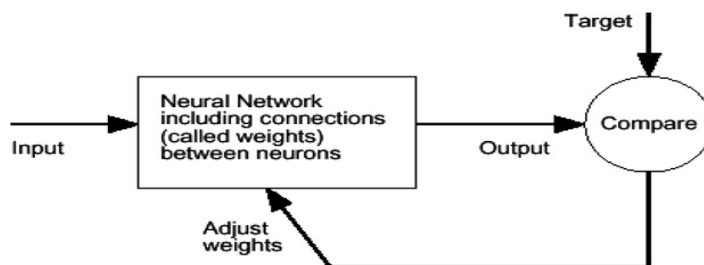 Target
Neural Network
including connections
(called weights)
between neurons
Compare
Input
Output
Adjust
weights